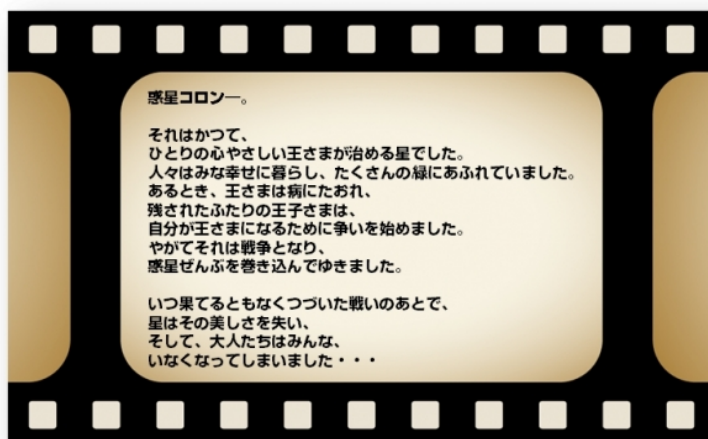 惑星コロン―。
それはかつて、
ひとりの心やさしい王さまが治める星でした。
人々はみな幸せに暮らし、たくさんの緑にあふれていました。
あるとき、王さまは病にたおれ、
残されたふたりの王子さまは、
自分が王さまになるために争いを始めました。
やがてそれは戦争となり、
惑星ぜんぶを巻き込んでゆきました。
いつ果てるともなくつづいた戦いのあとで、
星はその美しさを失い、
そして、大人たちはみんな、
いなくなってしまいました・・・